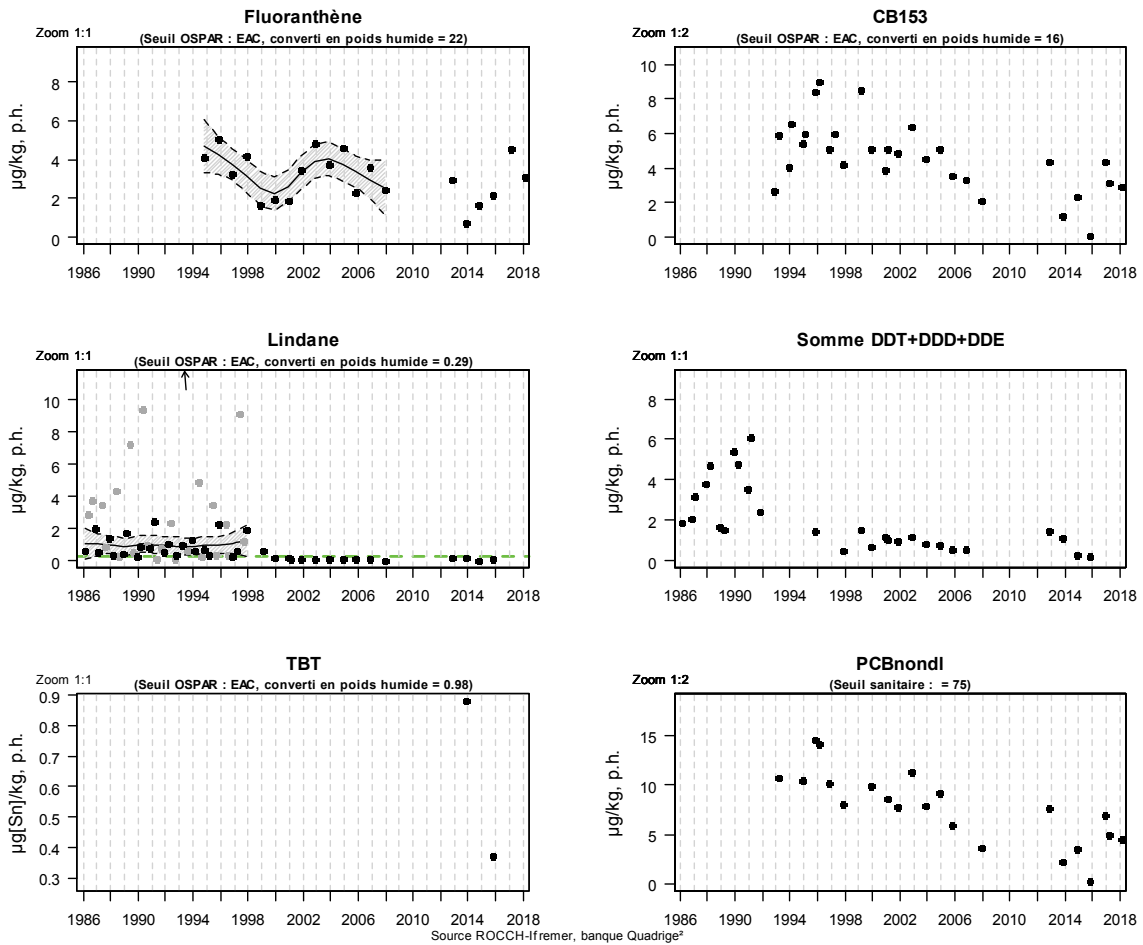 Fluoranthène
Zoom 1:1
(Seuil OSPAR : EAC, converti en poids humide = 22)
µg/kg, p.h.
8
6
4
2
0
1986 1990 1994 1998 2002 2006 2010 2014 2018
CB153
Zoom 1:2
(Seuil OSPAR : EAC, converti en poids humide = 16)
µg/kg, p.h.
10
8
6
4
2
0
1986 1990 1994 1998 2002 2006 2010 2014 2018
Lindane
Zoom 1:1
(Seuil OSPAR : EAC, converti en poids humide = 0.29)
µg/kg, p.h.
10
8
6
4
2
0
1986 1990 1994 1998 2002 2006 2010 2014 2018
Somme DDT+DDD+DDE
Zoom 1:1
µg/kg, p.h.
8
6
4
2
0
1986 1990 1994 1998 2002 2006 2010 2014 2018
TBT
Zoom 1:1
(Seuil OSPAR : EAC, converti en poids humide = 0.98)
µg[Sn]/kg, p.h.
0.9
0.8
0.7
0.6
0.5
0.4
0.3
1986 1990 1994 1998 2002 2006 2010 2014 2018
PCBnondl
Zoom 1:2
(Seuil sanitaire : = 75)
µg/kg, p.h.
15
10
5
0
1986 1990 1994 1998 2002 2006 2010 2014 2018
Source ROCCH-Ifremer, banque Quadrige²